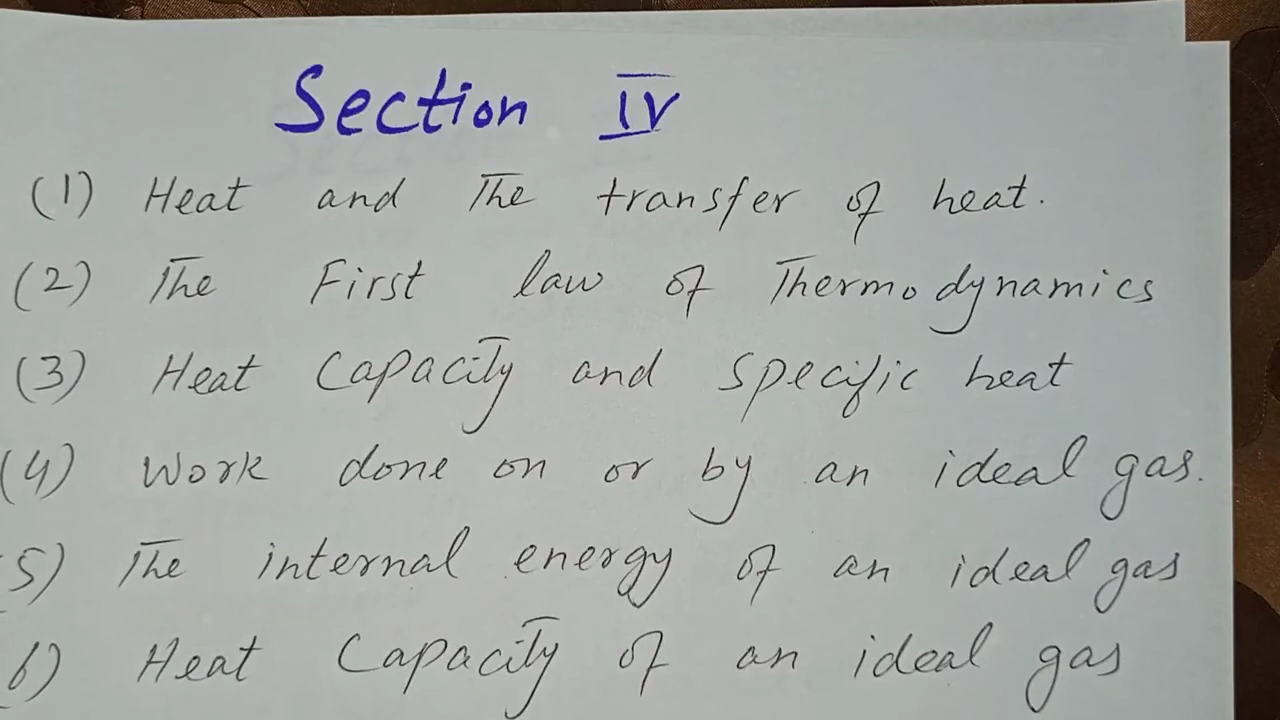 Section IV
(1) Heat and The transfer of heat.
(2) The First law of Thermodynamics
(3) Heat Capacity and Specific heat
(4) Work done on or by an ideal gas.
5) The internal energy of an ideal gas
6) Heat Capacity of an ideal gas